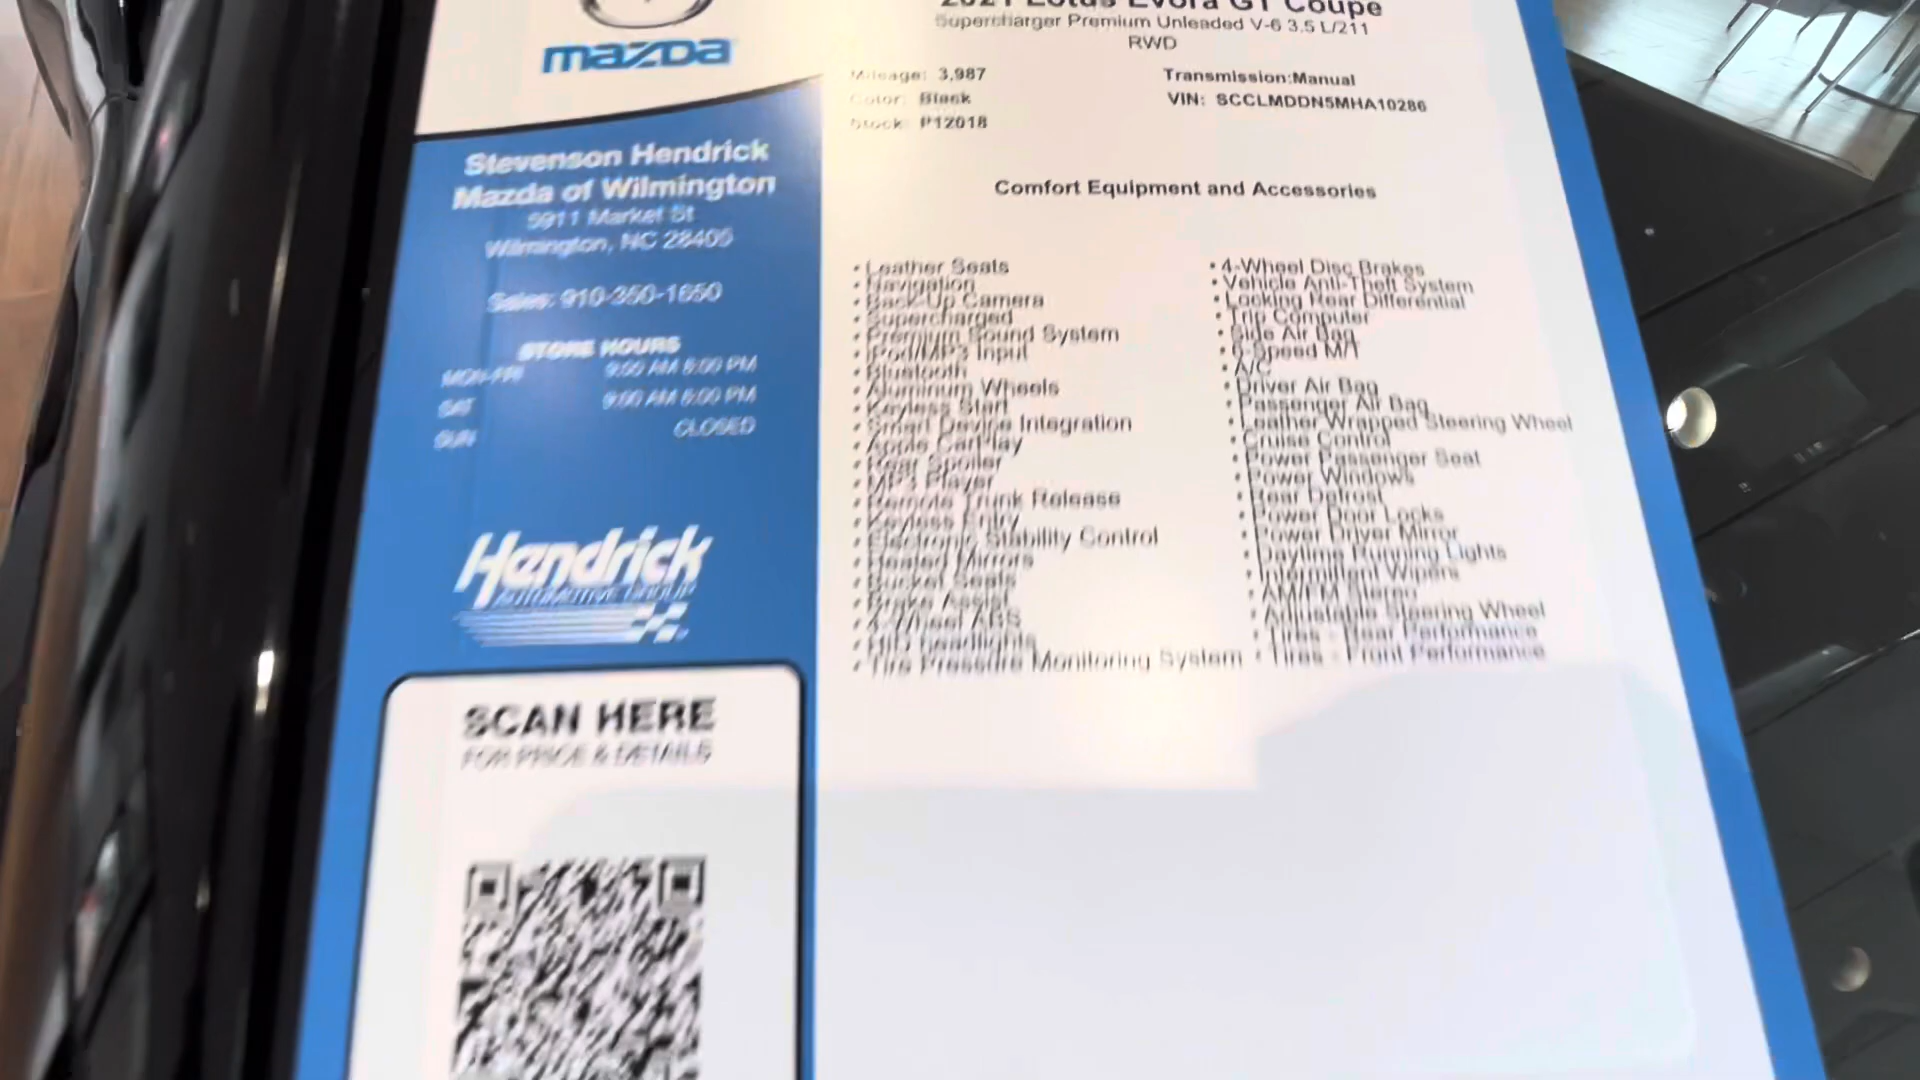 mazda
Stevenson Hendrick
Mazda of Wilmington
5911 Market St
Wilmington, NC 28405
Sales: 910-350-1650
STORE HOURS
MON-FRI 9:00 AM 8:00 PM
SAT 9:00 AM 6:00 PM
SUN CLOSED
Hendrick
AUTOMOTIVE GROUP
SCAN HERE
FOR PRICE & DETAILS
2021 Lotus Evora GT Coupe
Supercharger Premium Unleaded V-6 3.5 L/211
RWD
Mileage: 3,987
Color: Black
Stock: P12018
Transmission:Manual
VIN: SCCLMDDN5MHA10286
Comfort Equipment and Accessories
• Leather Seats
• Navigation
• Back-Up Camera
• Supercharged
• Premium Sound System
• iPod/MP3 Input
• Bluetooth
• Aluminum Wheels
• Keyless Start
• Smart Device Integration
• Apple CarPlay
• Rear Spoiler
• MP3 Player
• Remote Trunk Release
• Keyless Entry
• Electronic Stability Control
• Heated Mirrors
• Bucket Seats
• Brake Assist
• 4-Wheel ABS
• HID headlights
• Tire Pressure Monitoring System
• 4-Wheel Disc Brakes
• Vehicle Anti-Theft System
• Locking Rear Differential
• Trip Computer
• Side Air Bag
• 6-Speed M/T
• A/C
• Driver Air Bag
• Passenger Air Bag
• Leather Wrapped Steering Wheel
• Cruise Control
• Power Passenger Seat
• Power Windows
• Rear Defrost
• Power Door Locks
• Power Driver Mirror
• Daytime Running Lights
• Intermittent Wipers
• AM/FM Stereo
• Adjustable Steering Wheel
• Tires - Rear Performance
• Tires - Front Performance